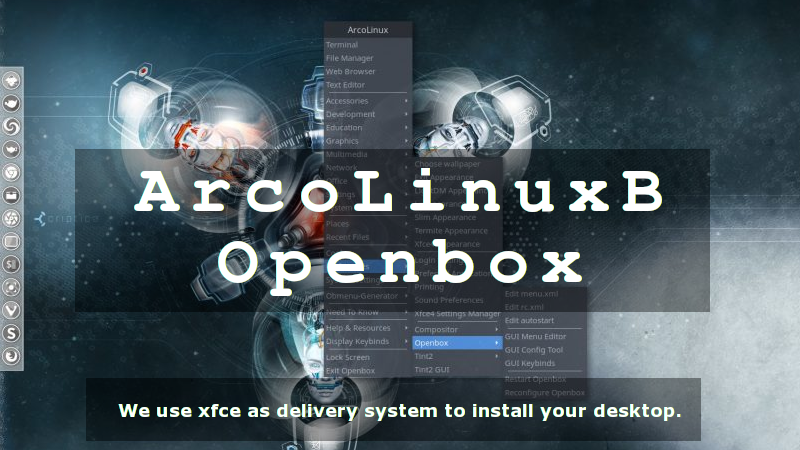 ArcoLinux
Terminal
File Manager
Web Browser
Text Editor
Accessories
Development
Education
Graphics
Multimedia
Network
Office
Places
Recent Files
Obmenu-Generator
Need To Know
Help & Resources
Display Keybinds
Lock Screen
Exit Openbox
Choose wallpaper
Slim Appearance
Termite Appearance
Printing
Sound Preferences
Xfce4 Settings Manager
Compositor
Openbox
Tint2
Tint2 GUI
Edit menu.xml
Edit rc.xml
Edit autostart
GUI Menu Editor
GUI Config Tool
GUI Keybinds
Restart Openbox
Reconfigure Openbox
ArcoLinuxB
Openbox
We use xfce as delivery system to install your desktop.